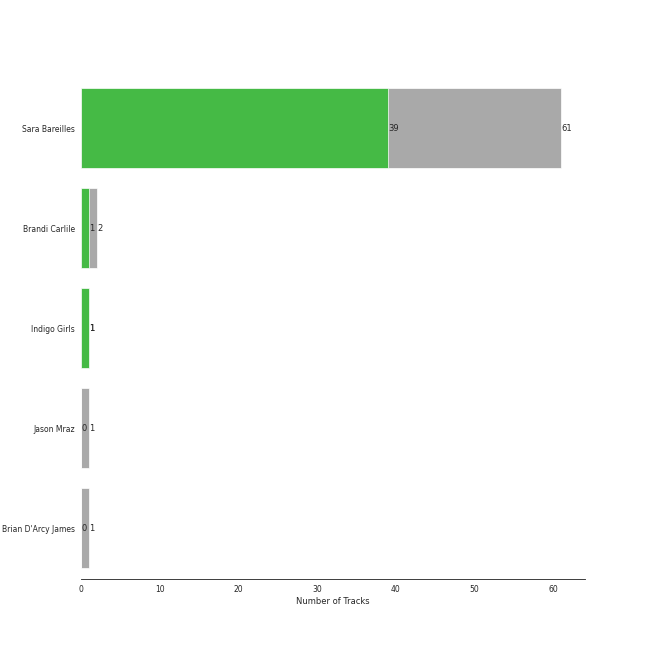 Sara Bareilles 39 61
Brandi Carlile 1 2
Indigo Girls 1
Jason Mraz 0 1
Brian D'Arcy James 0 1
0 10 20 30 40 50 60
Number of Tracks